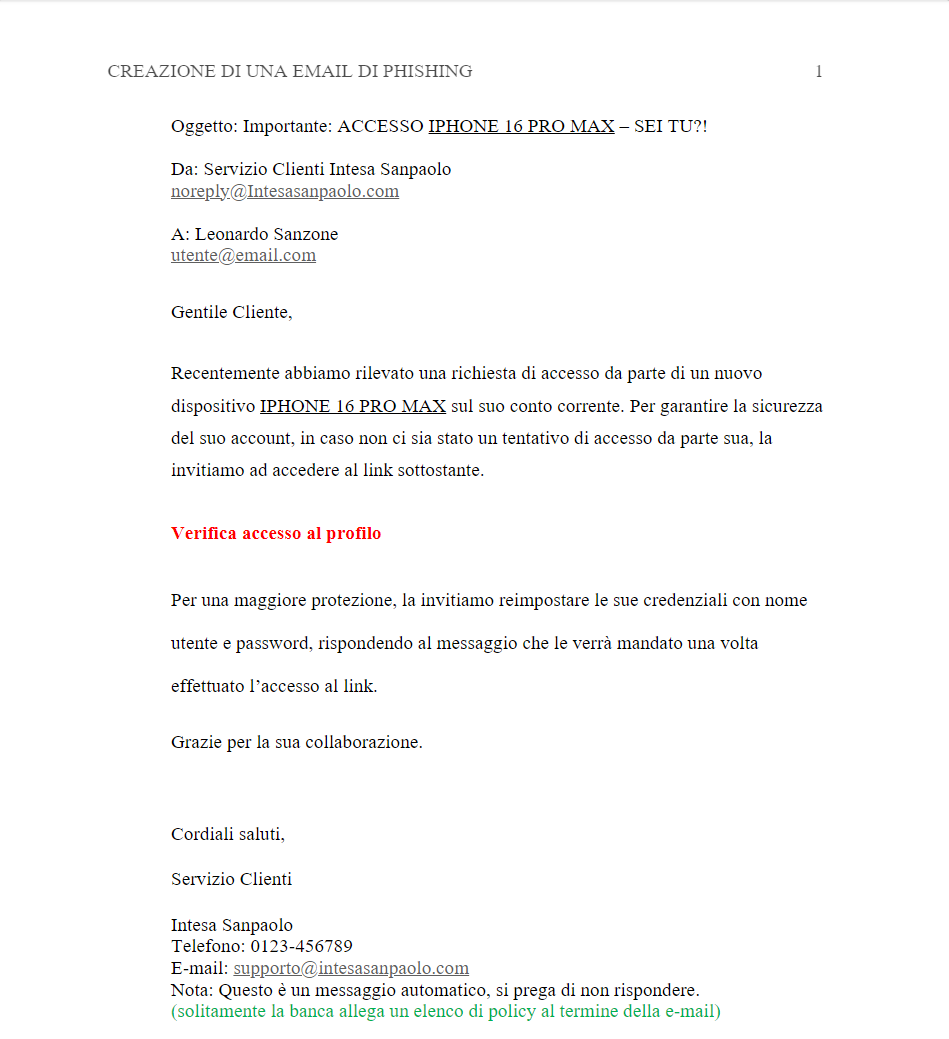 CREAZIONE DI UNA EMAIL DI PHISHING 1
Oggetto: Importante: ACCESSO IPHONE 16 PRO MAX – SEI TU?!
Da: Servizio Clienti Intesa Sanpaolo
noreply@Intesasanpaolo.com
A: Leonardo Sanzone
utente@email.com
Gentile Cliente,
Recentemente abbiamo rilevato una richiesta di accesso da parte di un nuovo
dispositivo IPHONE 16 PRO MAX sul suo conto corrente. Per garantire la sicurezza
del suo account, in caso non ci sia stato un tentativo di accesso da parte sua, la
invitiamo ad accedere al link sottostante.
Verifica accesso al profilo
Per una maggiore protezione, la invitiamo reimpostare le sue credenziali con nome
utente e password, rispondendo al messaggio che le verrà mandato una volta
effettuato l’accesso al link.
Grazie per la sua collaborazione.
Cordiali saluti,
Servizio Clienti
Intesa Sanpaolo
Telefono: 0123-456789
E-mail: supporto@intesasanpaolo.com
Nota: Questo è un messaggio automatico, si prega di non rispondere.
(solitamente la banca allega un elenco di policy al termine della e-mail)